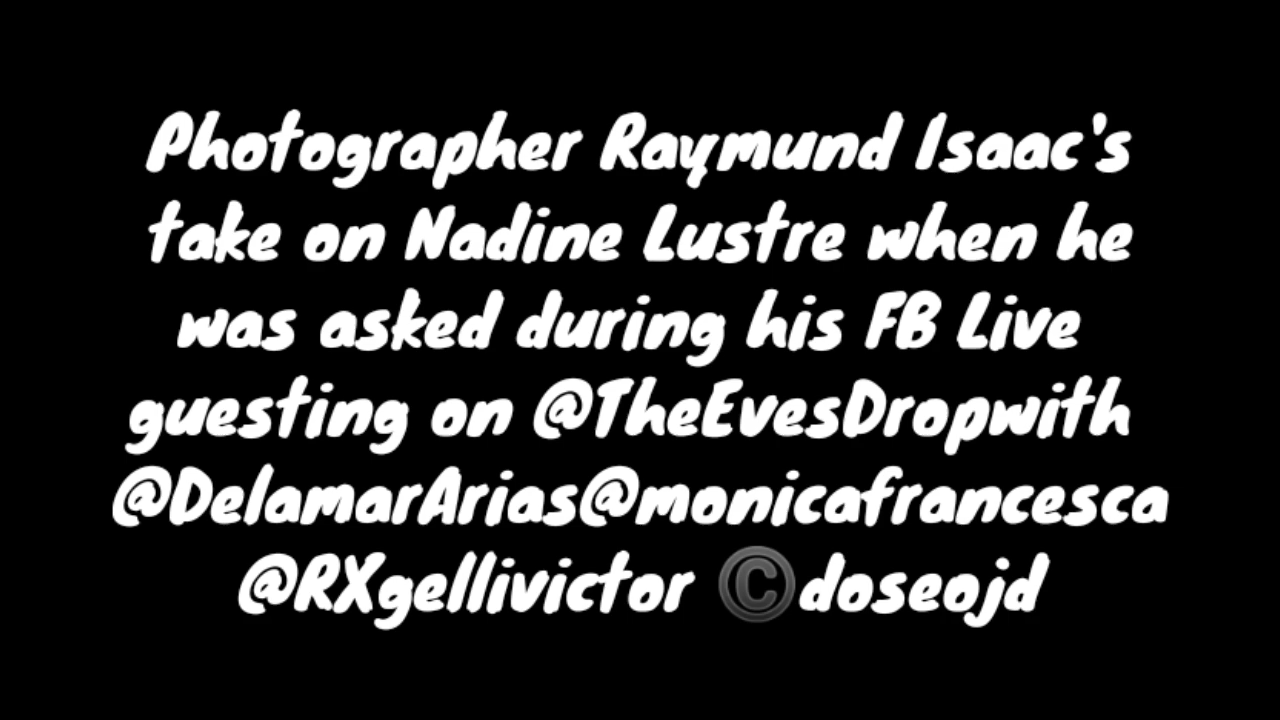 Photographer Raymund Isaac's
take on Nadine Lustre when he
was asked during his FB Live
guesting on @TheEvesDropwith
@DelamarArias@monicafrancesca
@RXgellivictor ©doseojd